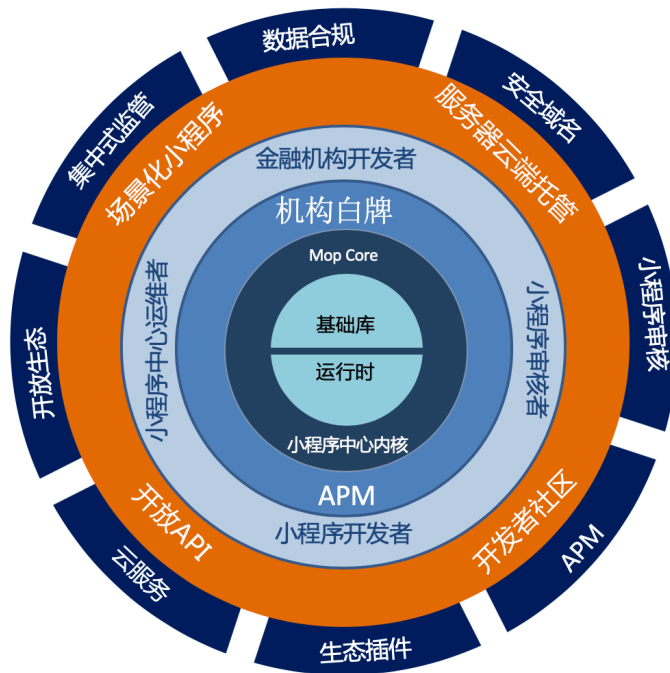 数据合规
安全域名
集中式监管
场景化小程序
服务器云端托管
金融机构开发者
机构白牌
Mop Core
小程序审核
基础库
小程序中心运维者
小程序审核者
开放生态
运行时
小程序中心内核
APM
开放API
开发者社区
小程序开发者
云服务
APM
生态插件